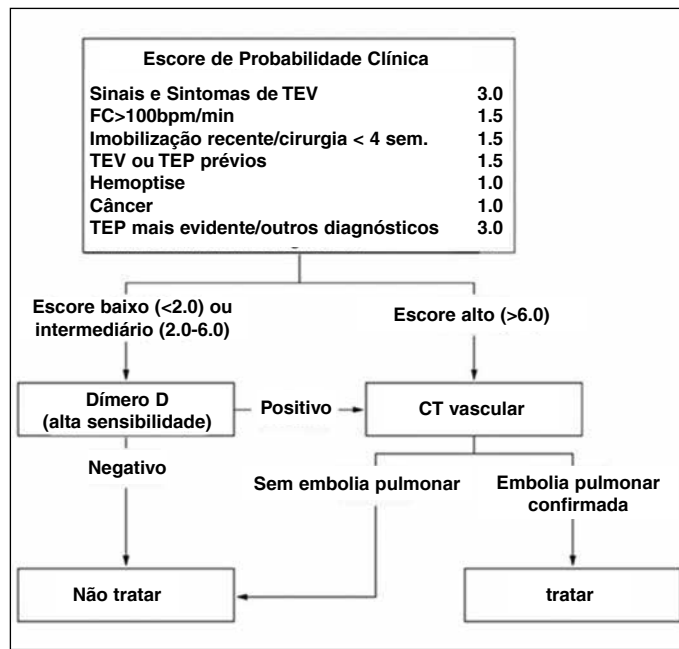 Escore de Probabilidade Clínica
Sinais e Sintomas de TEV 3.0
FC>100bpm/min 1.5
Imobilização recente/cirurgia < 4 sem. 1.5
TEV ou TEP prévios 1.5
Hemoptise 1.0
Câncer 1.0
TEP mais evidente/outros diagnósticos 3.0
Escore baixo (<2.0) ou
intermediário (2.0-6.0)
Escore alto (>6.0)
Dímero D
(alta sensibilidade)
Positivo
CT vascular
Negativo
Sem embolia pulmonar
Embolia pulmonar
confirmada
Não tratar
tratar